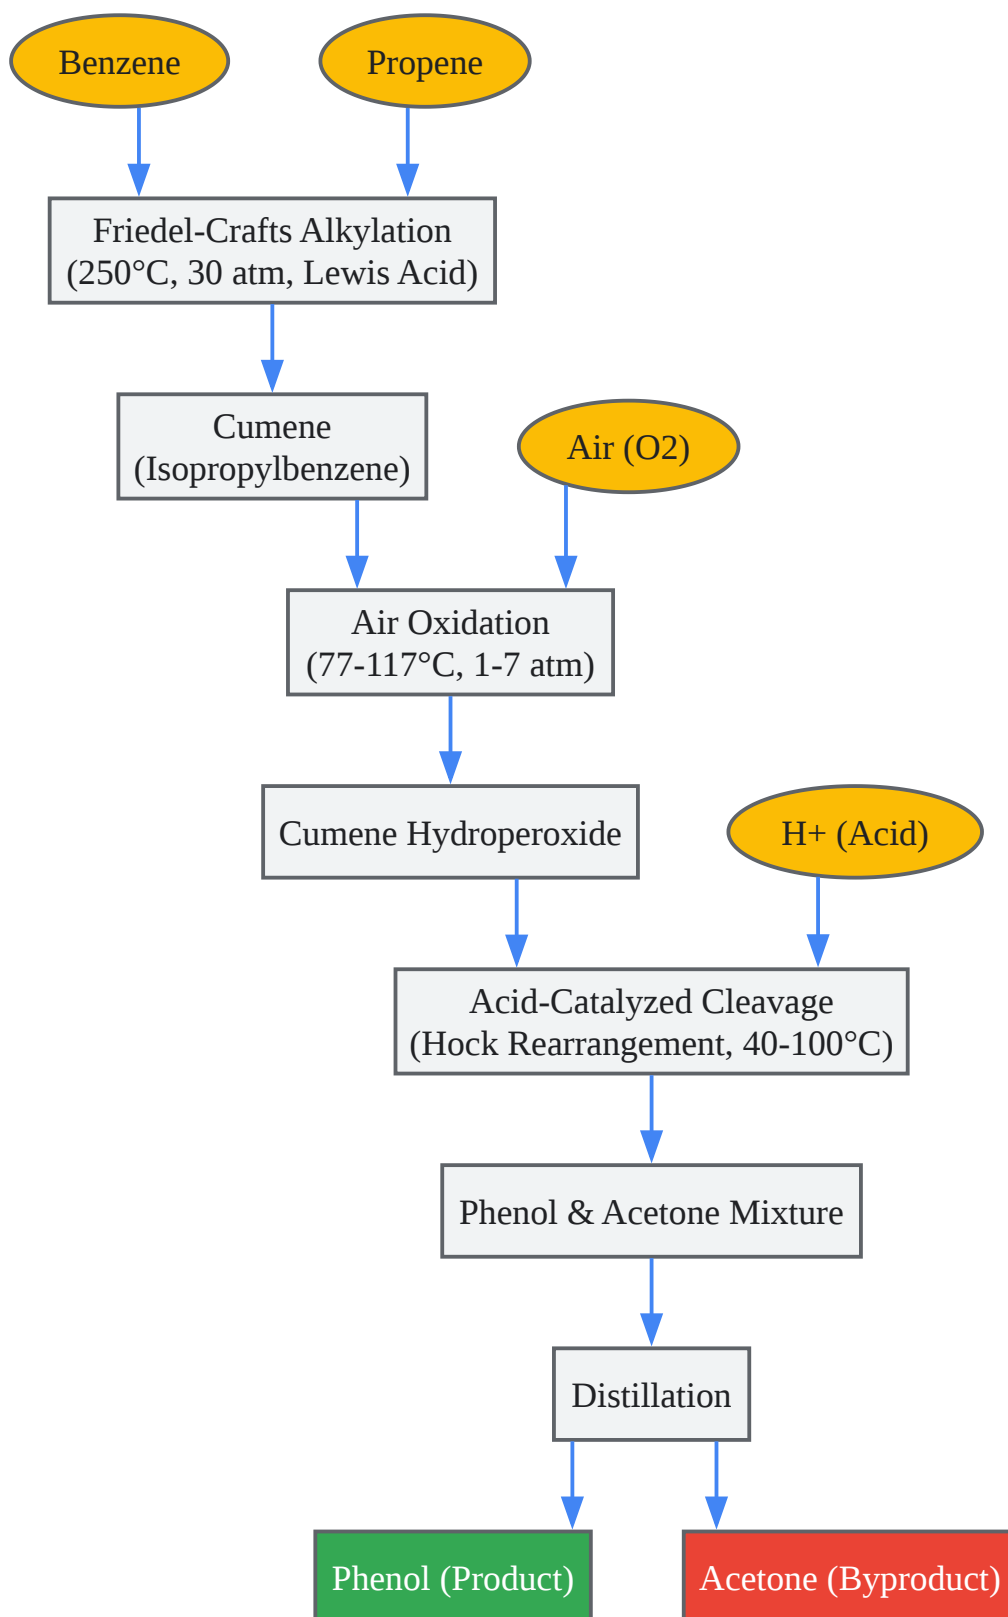 Benzene
Propene
Friedel-Crafts Alkylation
(250°C, 30 atm, Lewis Acid)
Cumene
(Isopropylbenzene)
Air (O2)
Air Oxidation
(77-117°C, 1-7 atm)
Cumene Hydroperoxide
H+ (Acid)
Acid-Catalyzed Cleavage
(Hock Rearrangement, 40-100°C)
Phenol & Acetone Mixture
Distillation
Phenol (Product)
Acetone (Byproduct)